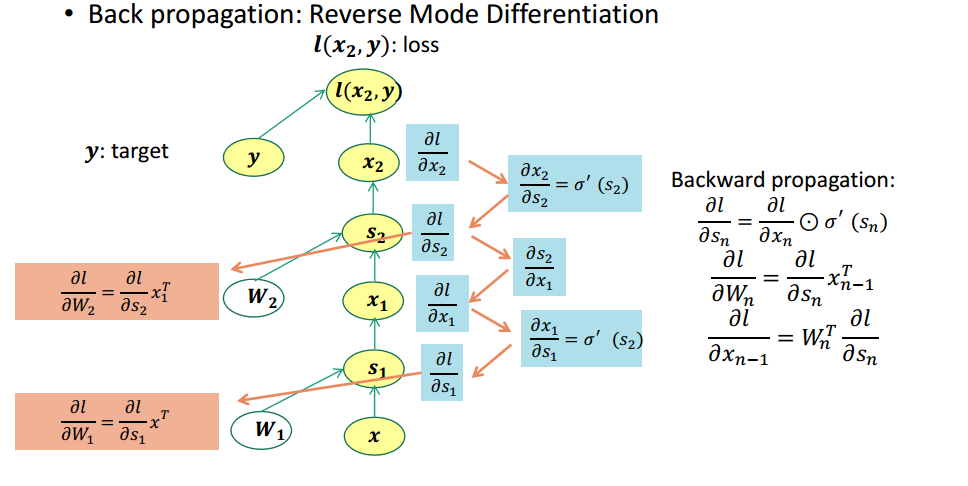 • Back propagation: Reverse Mode Differentiation
l(x₂, y): loss
l(x₂, y)
y: target
y
x₂
∂l/∂x₂
∂x₂/∂s₂ = σ′ (s₂)
Backward propagation:
∂l/∂sₙ = ∂l/∂xₙ ⊙ σ′ (sₙ)
s₂
∂l/∂s₂
∂s₂/∂x₁
∂l/∂Wₙ = ∂l/∂sₙ xᵀₙ₋₁
∂l/∂W₂ = ∂l/∂s₂ x₁ᵀ
W₂
x₁
∂l/∂x₁
∂x₁/∂s₁ = σ′ (s₂)
∂l/∂xₙ₋₁ = Wₙᵀ ∂l/∂sₙ
s₁
∂l/∂s₁
∂l/∂W₁ = ∂l/∂s₁ xᵀ
W₁
x